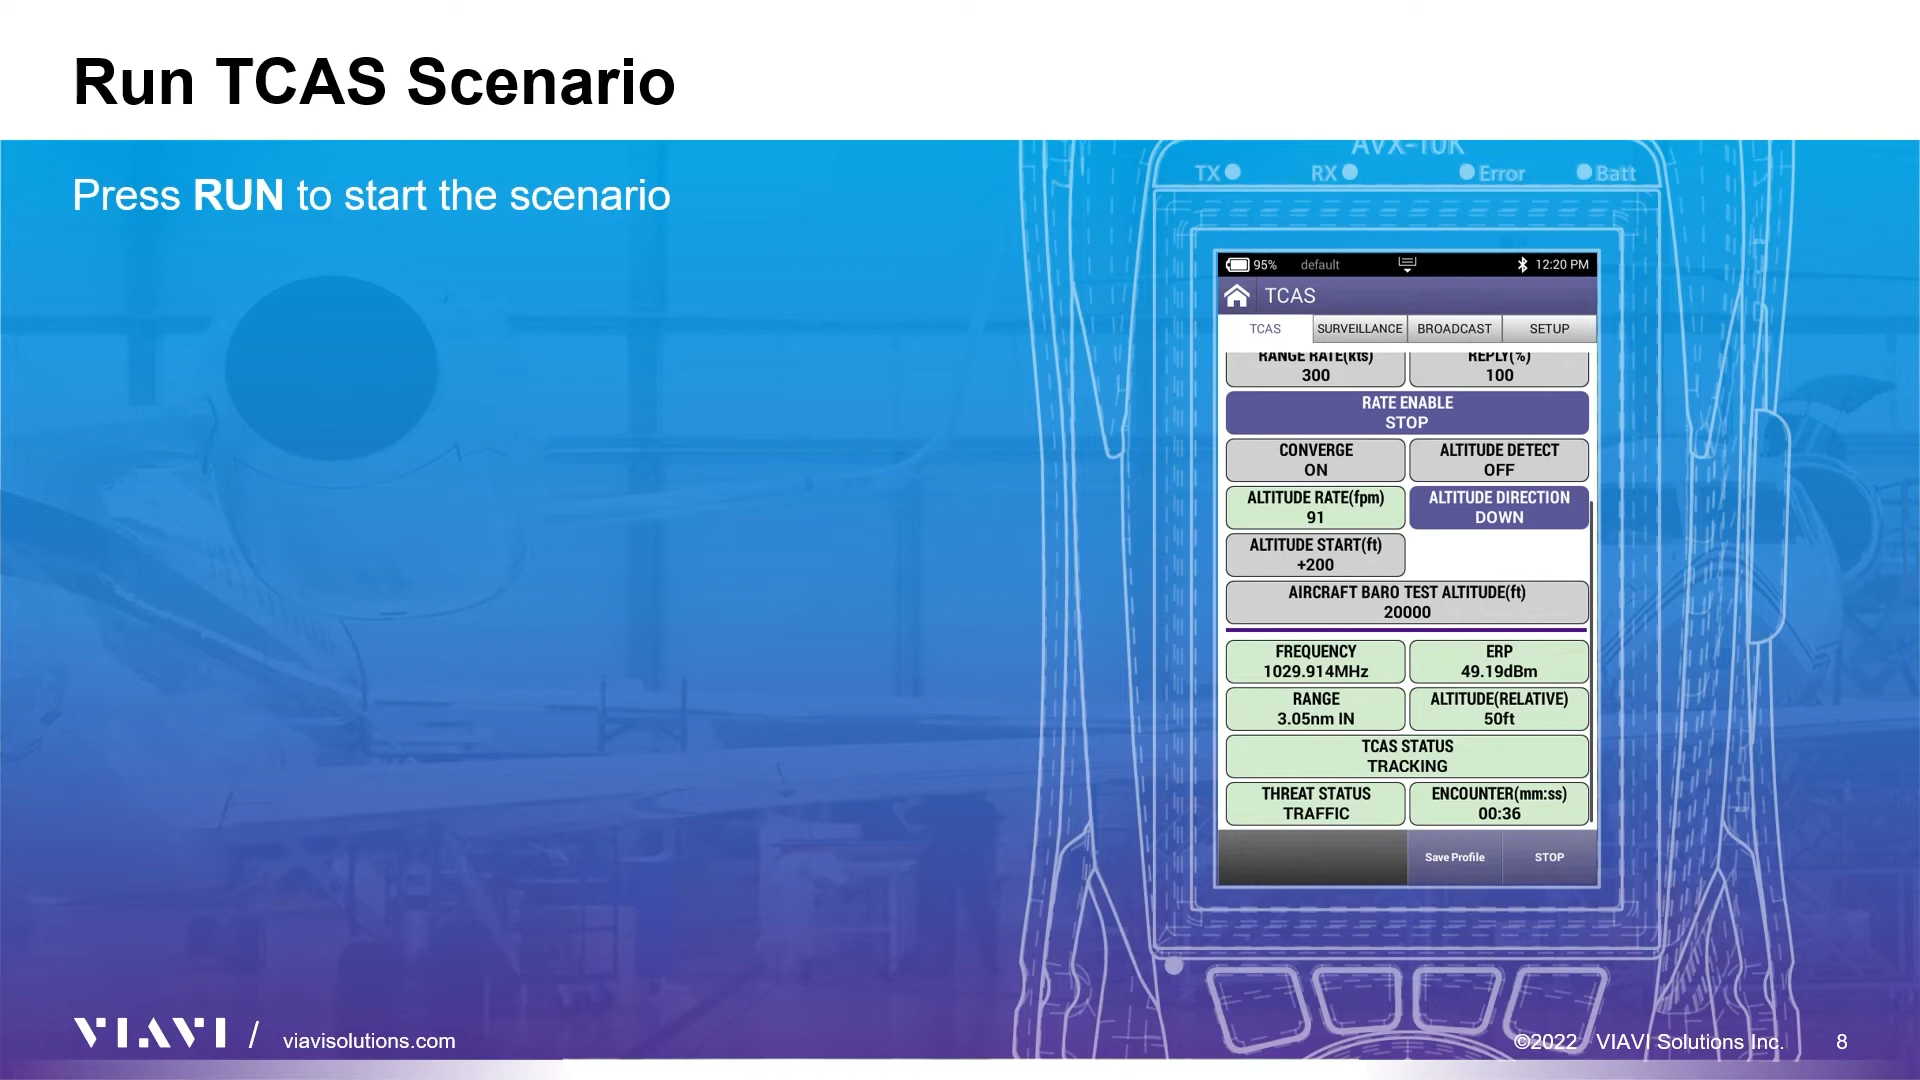 Run TCAS Scenario
Press RUN to start the scenario
AVX-10K
TX RX Error Batt
95% default 12:20 PM
TCAS
TCAS SURVEILLANCE BROADCAST SETUP
RANGE RATE(kts) REPLY(%)
300 100
RATE ENABLE
STOP
CONVERGE ALTITUDE DETECT
ON OFF
ALTITUDE RATE(fpm) ALTITUDE DIRECTION
91 DOWN
ALTITUDE START(ft)
+200
AIRCRAFT BARO TEST ALTITUDE(ft)
20000
FREQUENCY ERP
1029.914MHz 49.19dBm
RANGE ALTITUDE(RELATIVE)
3.05nm IN 50ft
TCAS STATUS
TRACKING
THREAT STATUS ENCOUNTER(mm:ss)
TRAFFIC 00:36
Save Profile STOP
VIAVI / viavisolutions.com ©2022 VIAVI Solutions Inc. 8